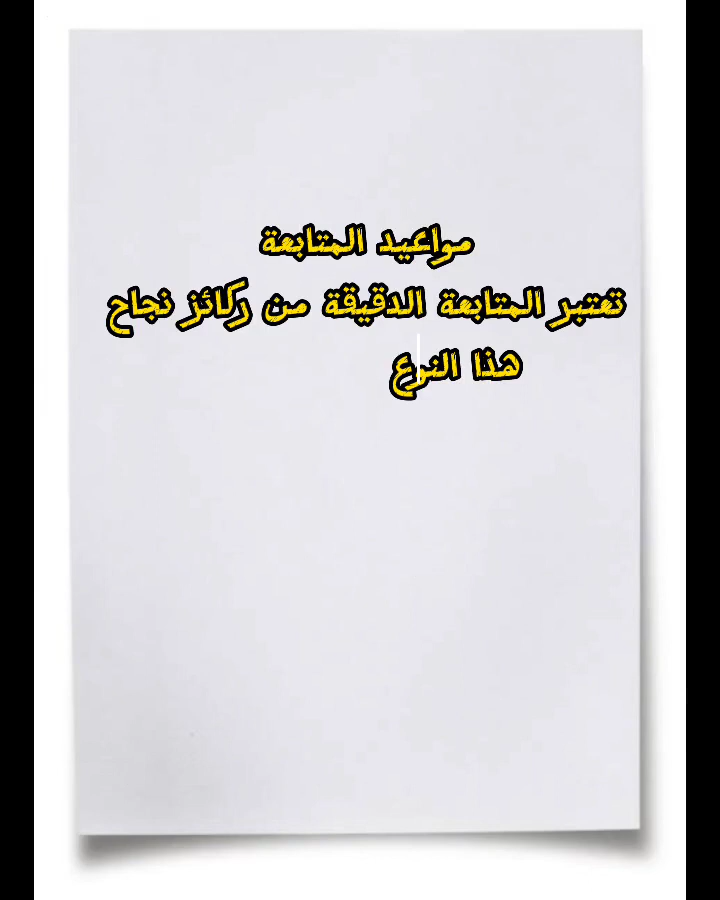 مواعيد المتابعة
تعتبر المتابعة الدقيقة من ركائز نجاح
هذا النوع